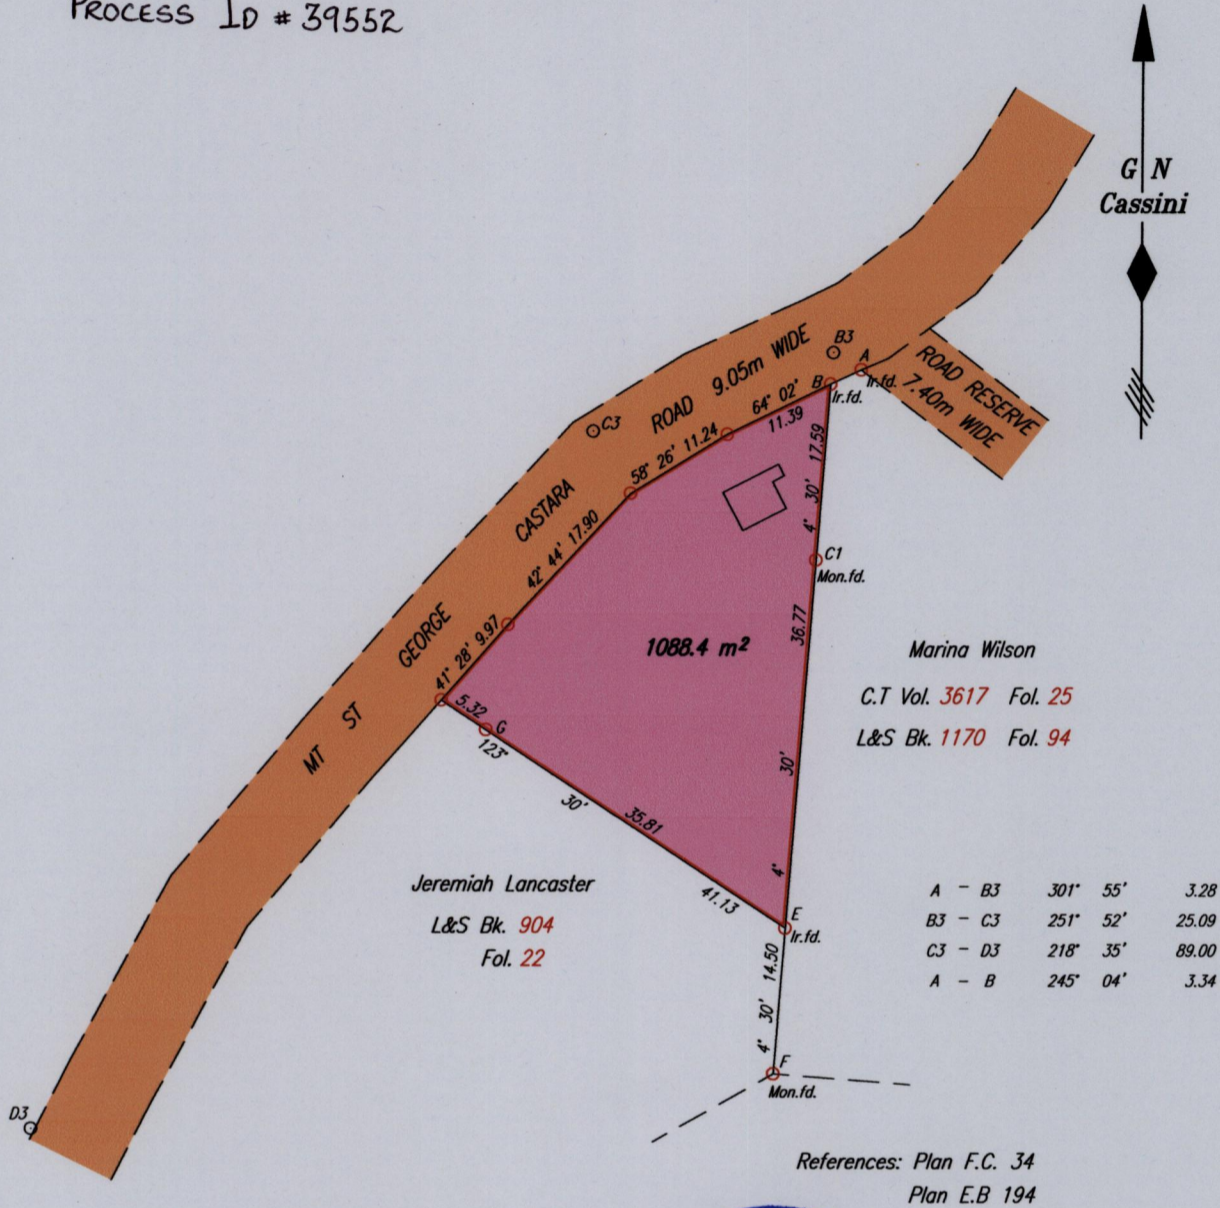 PROCESS ID # 39552
G N
Cassini
B3
A
Ir.fd.
B
Ir.fd.
ROAD RESERVE
7.40m WIDE
C3
MT ST GEORGE CASTARA ROAD 9.05m WIDE
64° 02'
11.39
58° 26' 11.24
42° 44' 17.90
41° 28' 9.97
4° 30' 17.59
C1
Mon.fd.
36.77
4° 30'
1088.4 m²
5.32
G
123° 30'
35.81
41.13
E
Ir.fd.
4° 30' 14.50
F
Mon.fd.
D3
Marina Wilson
C.T Vol. 3617 Fol. 25
L&S Bk. 1170 Fol. 94
Jeremiah Lancaster
L&S Bk. 904
Fol. 22
A - B3 301° 55' 3.28
B3 - C3 251° 52' 25.09
C3 - D3 218° 35' 89.00
A - B 245° 04' 3.34
References: Plan F.C. 34
Plan E.B 194